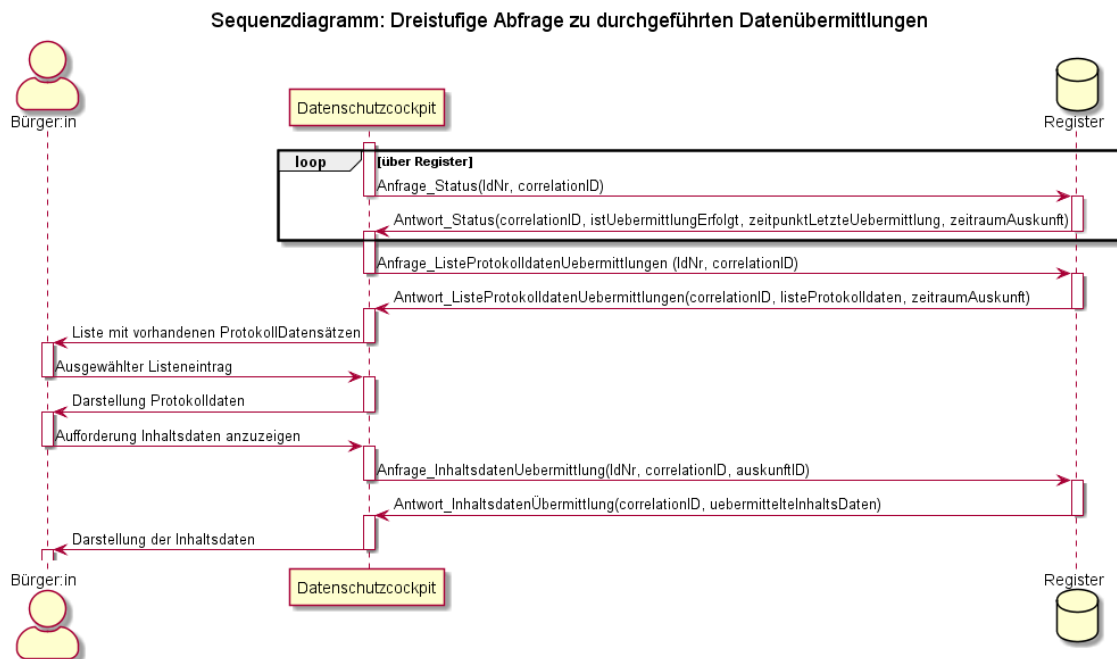 Sequenzdiagramm: Dreistufige Abfrage zu durchgeführten Datenübermittlungen
Bürger:in
Datenschutzcockpit
Register
loop
[über Register]
Anfrage_Status(IdNr, correlationID)
Antwort_Status(correlationID, istUebermittlungErfolgt, zeitpunktLetzteUebermittlung, zeitraumAuskunft)
Anfrage_ListeProtokolldatenUebermittlungen (IdNr, correlationID)
Antwort_ListeProtokolldatenUebermittlungen(correlationID, listeProtokolldaten, zeitraumAuskunft)
Liste mit vorhandenen ProtokollDatensätzen
Ausgewählter Listeneintrag
Darstellung Protokolldaten
Aufforderung Inhaltsdaten anzuzeigen
Anfrage_InhaltsdatenUebermittlung(IdNr, correlationID, auskunftID)
Antwort_InhaltsdatenÜbermittlung(correlationID, uebermittelteInhaltsDaten)
Darstellung der Inhaltsdaten
Bürger:in
Datenschutzcockpit
Register